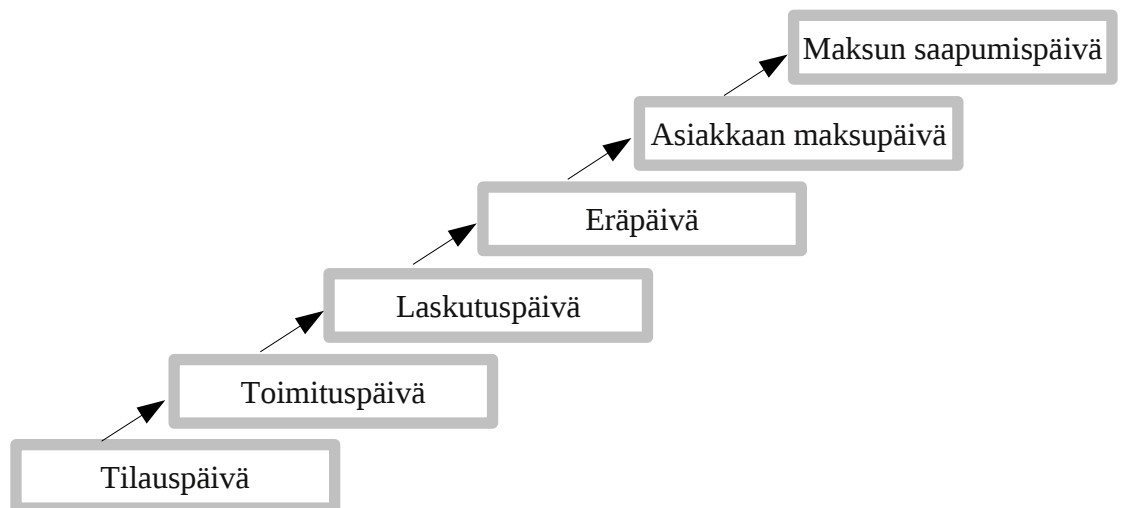 Maksun saapumispäivä
Asiakkaan maksupäivä
Eräpäivä
Laskutuspäivä
Toimituspäivä
Tilauspäivä